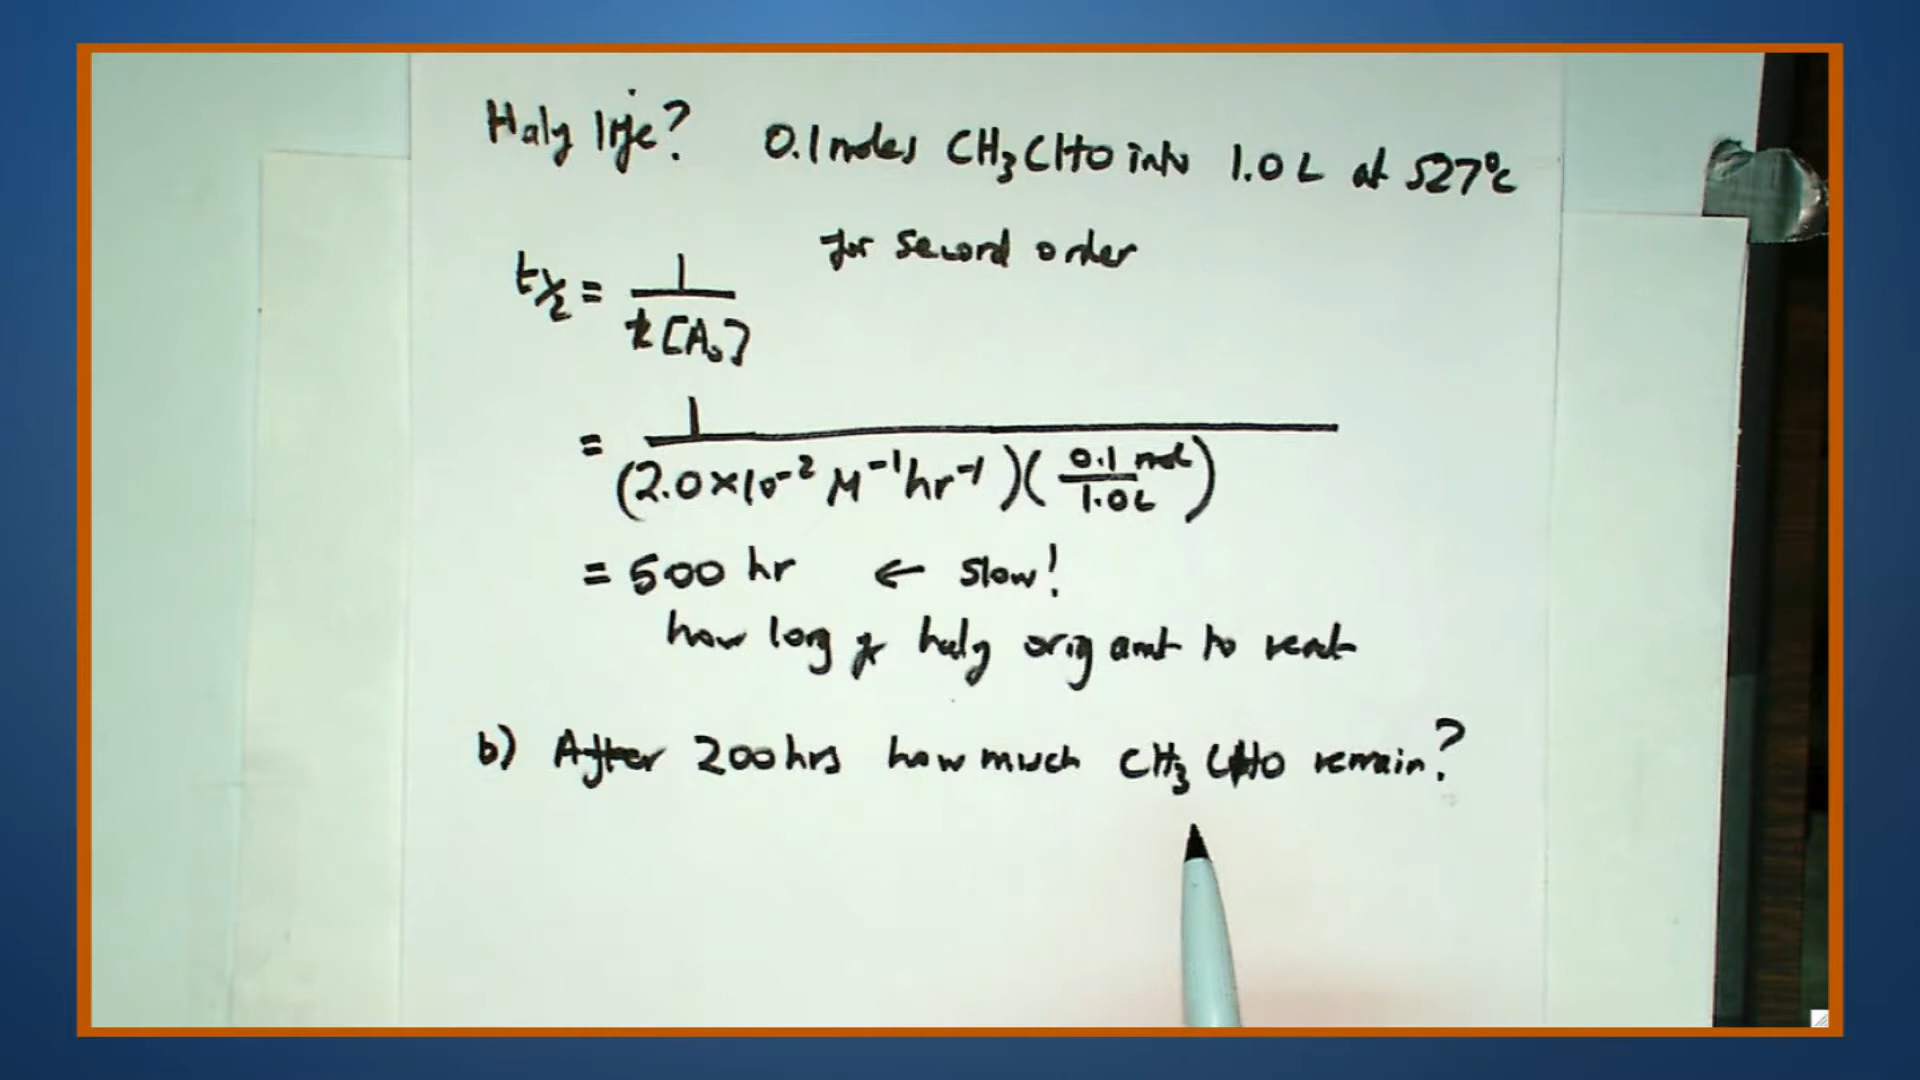 Half life? 0.1 moles CH₃CHO into 1.0 L at 527°C
for second order
t½ = 1 / k[A₀]
= 1 / (2.0 × 10⁻² M⁻¹ hr⁻¹)(0.1 mol / 1.0 L)
= 500 hr ← slow!
how long for half orig amt to react
b) After 200 hrs how much CH₃CHO remain?